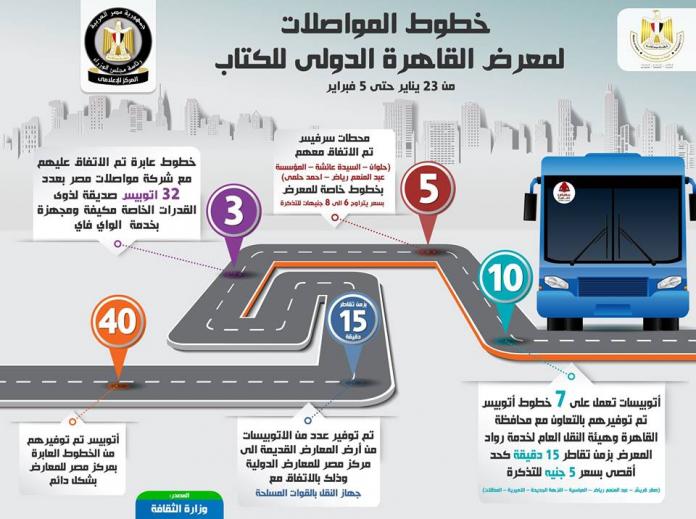 خطوط المواصلات
لمعرض القاهرة الدولى للكتاب
من 23 يناير حتى 5 فبراير
جمهورية مصر العربية
رئاسة مجلس الوزراء
المركز الإعلامى
محطات سرفيس
تم الاتفاق معهم
(حلوان – السيدة عائشة – المؤسسة
عبد المنعم رياض – احمد حلمى)
بخطوط خاصة للمعرض
بسعر يتراوح 6 الى 8 جنيهات للتذكرة
5
خطوط عابرة تم الاتفاق عليهم
مع شركة مواصلات مصر بعدد
32 اتوبيس صديقة لذوى
القدرات الخاصة مكيفة ومجهزة
بخدمة الواي فاي
3
10
بزمن تقاطر
15
دقيقة
40
أتوبيسات تعمل على 7 خطوط أتوبيس
تم توفيرهم بالتعاون مع محافظة
القاهرة وهيئة النقل العام لخدمة رواد
المعرض بزمن تقاطر 15 دقيقة كحد
أقصى بسعر 5 جنيه للتذكرة
(صقر قريش – عبد المنعم رياض – العباسية – النزهة الجديدة – الاميرية – المظلات)
تم توفير عدد من الاتوبيسات
من أرض المعارض القديمة الى
مركز مصر للمعارض الدولية
وذلك بالاتفاق مع
جهاز النقل بالقوات المسلحة
أتوبيس تم توفيرهم
من الخطوط العابرة
بمركز مصر للمعارض
بشكل دائم
المصدر:
وزارة الثقافة